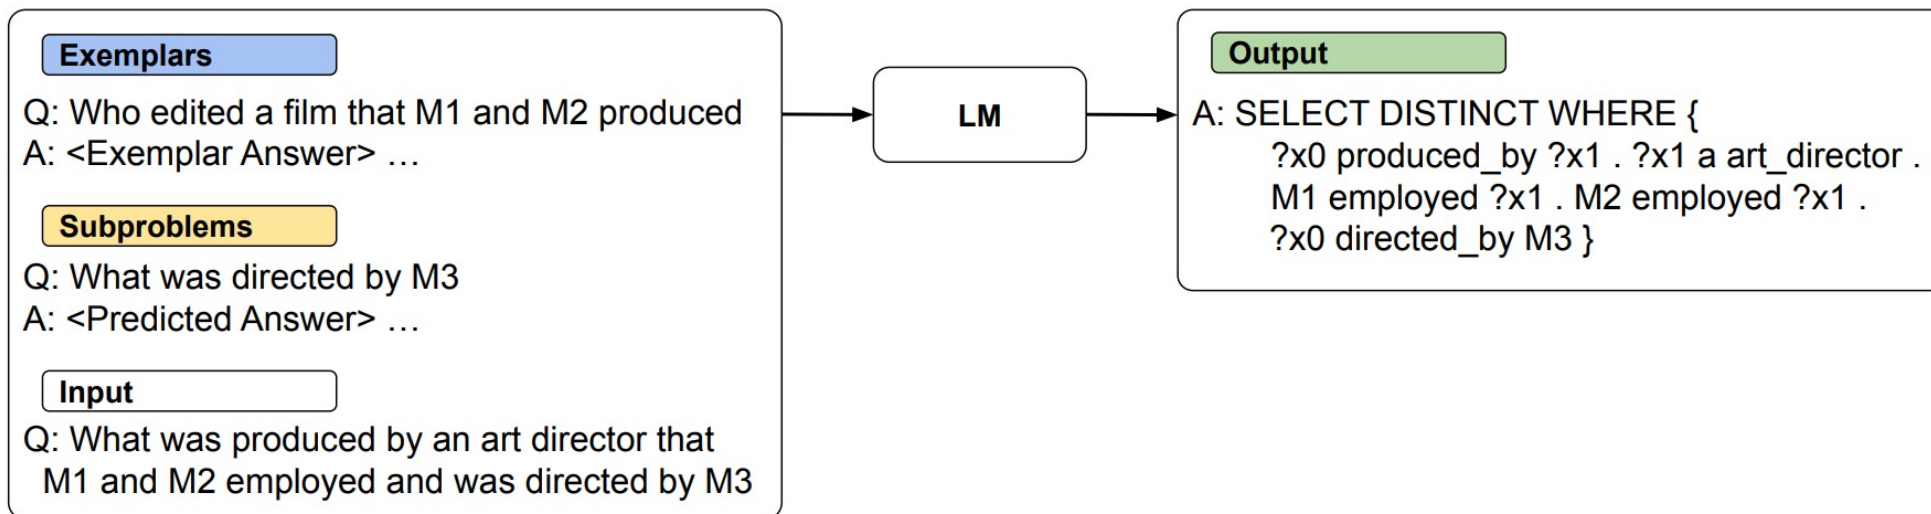 Exemplars
Q: Who edited a film that M1 and M2 produced
A: <Exemplar Answer> …
Subproblems
Q: What was directed by M3
A: <Predicted Answer> …
Input
Q: What was produced by an art director that
M1 and M2 employed and was directed by M3
LM
Output
A: SELECT DISTINCT WHERE {
?x0 produced_by ?x1 . ?x1 a art_director .
M1 employed ?x1 . M2 employed ?x1 .
?x0 directed_by M3 }